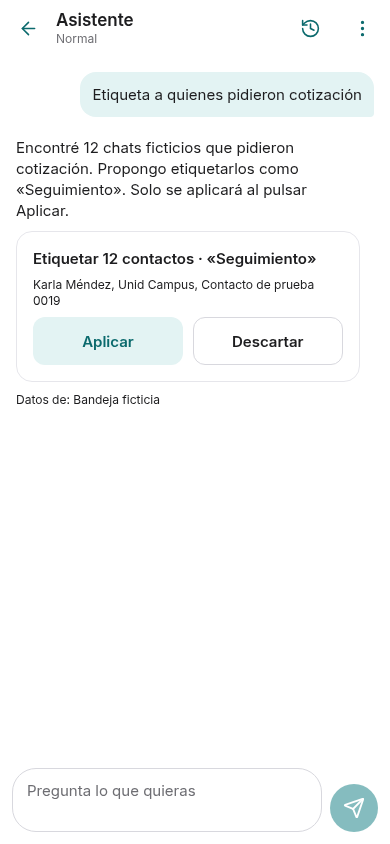 Asistente
Normal
Etiqueta a quienes pidieron cotización
Encontré 12 chats ficticios que pidieron
cotización. Propongo etiquetarlos como
«Seguimiento». Solo se aplicará al pulsar
Aplicar.
Etiquetar 12 contactos · «Seguimiento»
Karla Méndez, Unid Campus, Contacto de prueba
0019
Aplicar
Descartar
Datos de: Bandeja ficticia
Pregunta lo que quieras